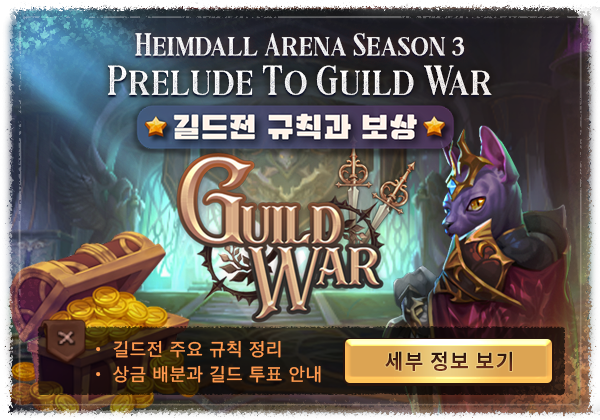 HEIMDALL ARENA SEASON 3
PRELUDE TO GUILD WAR
길드전 규칙과 보상
GUILD
WAR
• 길드전 주요 규칙 정리
• 상금 배분과 길드 투표 안내
세부 정보 보기